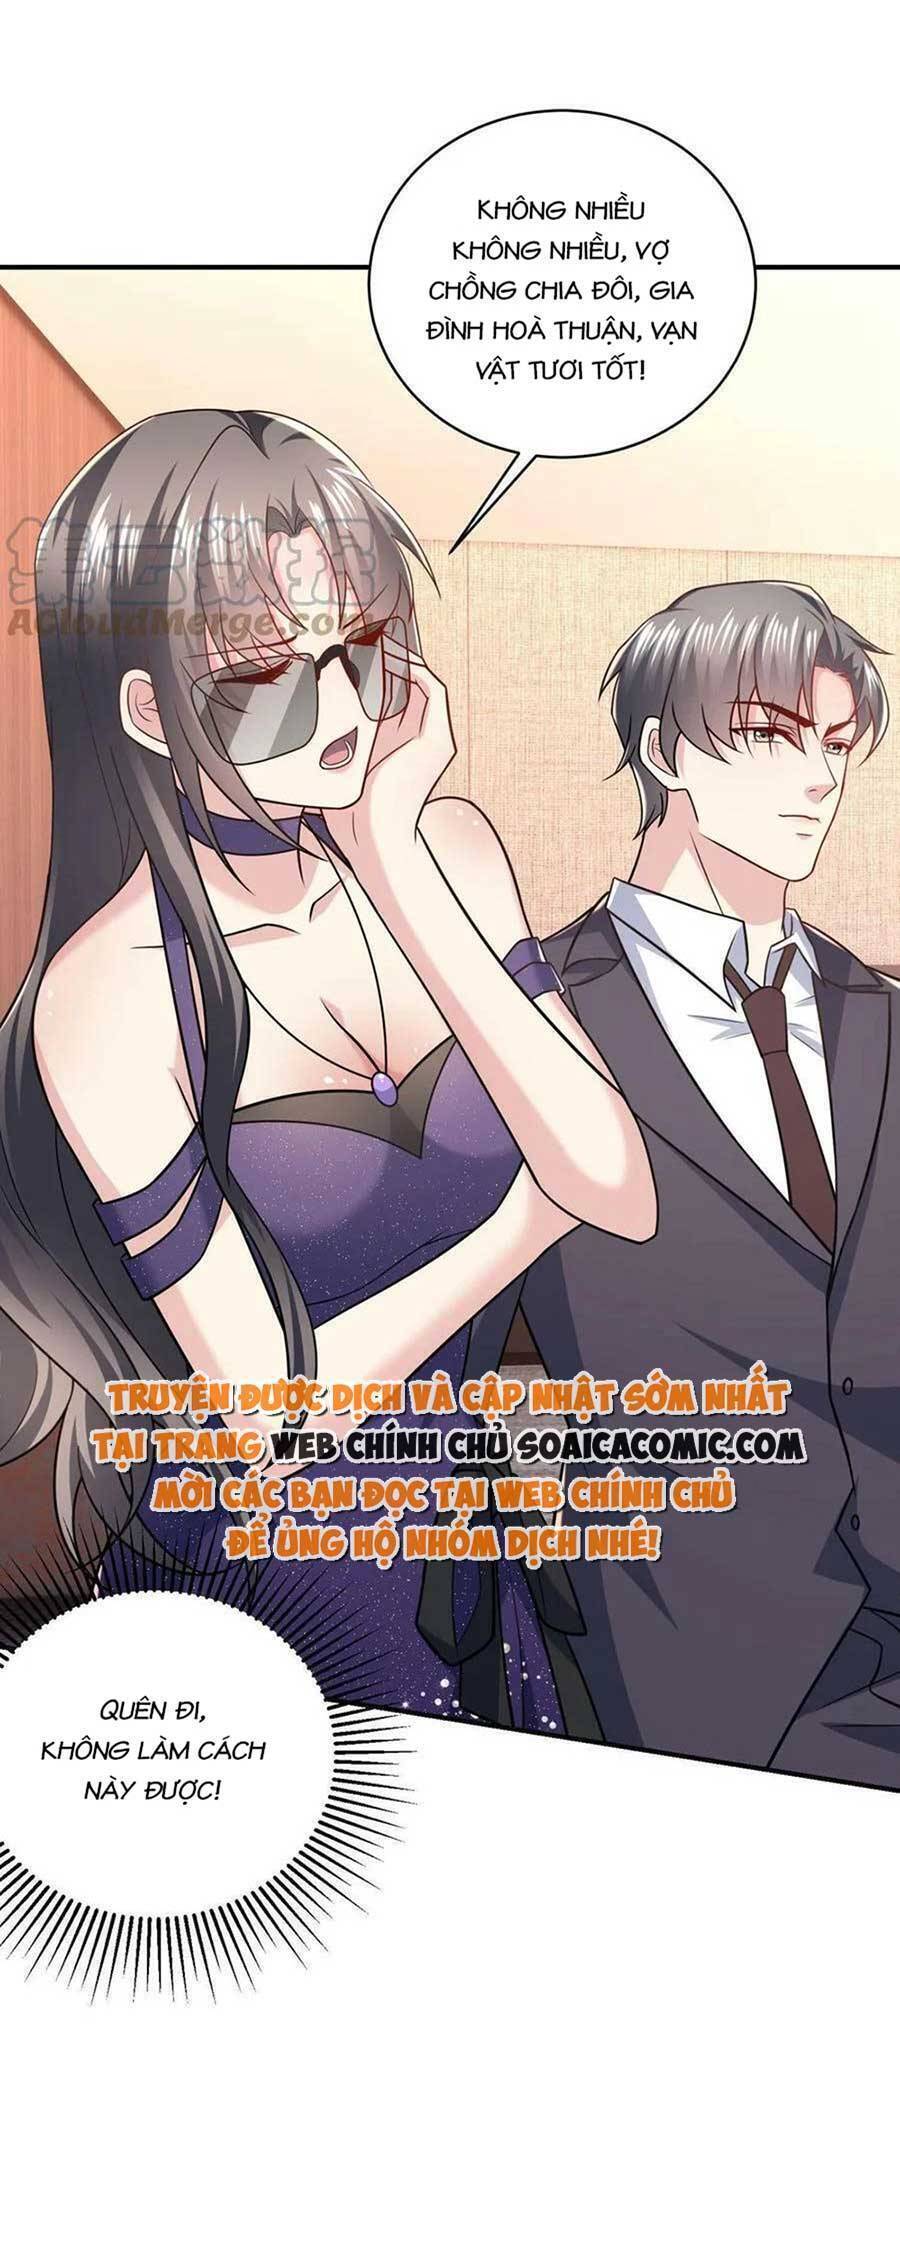 KHÔNG NHIỀU
KHÔNG NHIỀU, VỢ
CHỒNG CHIA ĐÔI, GIA
ĐÌNH HOÀ THUẬN, VẠN
VẬT TƯƠI TỐT!
AcloudMerge.com
TRUYỆN ĐƯỢC DỊCH VÀ CẬP NHẬT SỚM NHẤT
TẠI TRANG WEB CHÍNH CHỦ SOAICACOMIC.COM
MỜI CÁC BẠN ĐỌC TẠI WEB CHÍNH CHỦ
ĐỂ ỦNG HỘ NHÓM DỊCH NHÉ!
QUÊN ĐI,
KHÔNG LÀM CÁCH
NÀY ĐƯỢC!